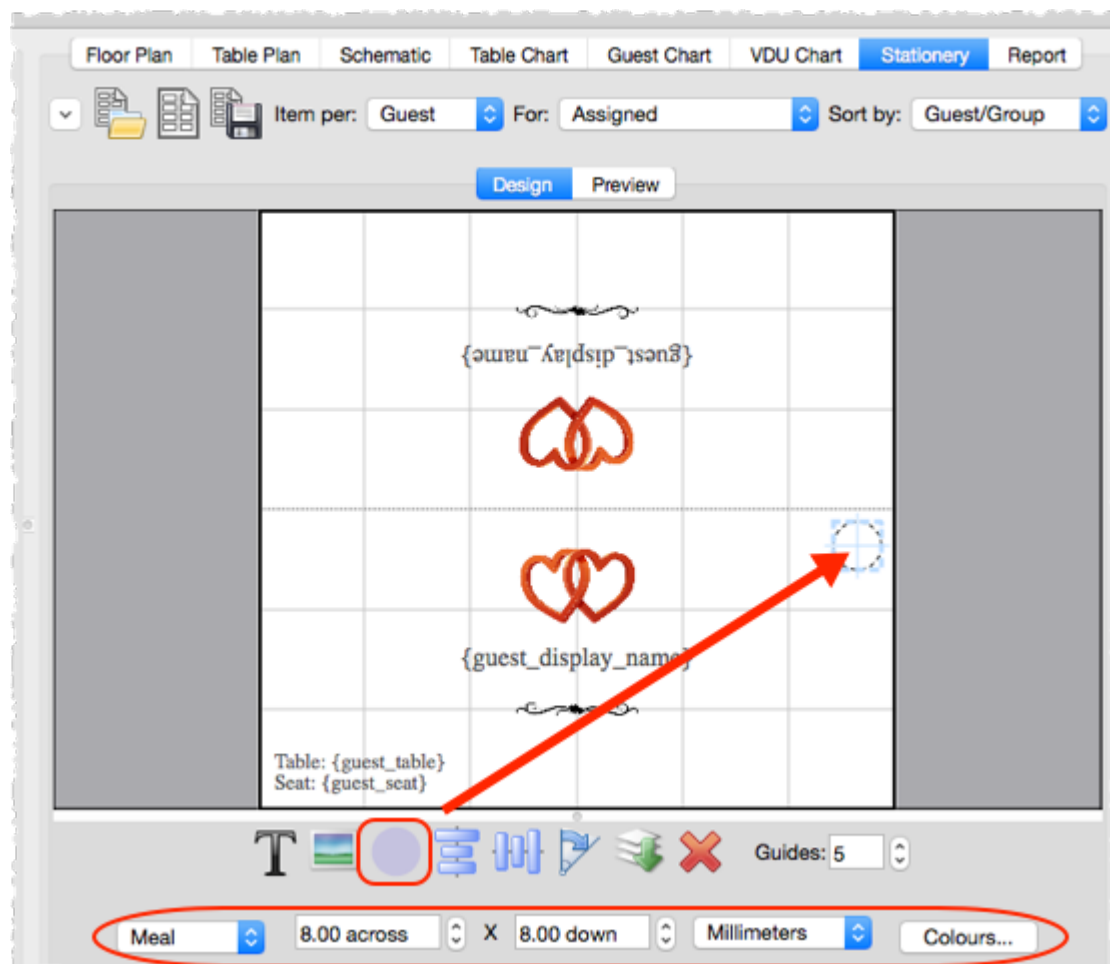 Floor Plan Table Plan Schematic Table Chart Guest Chart VDU Chart Stationery Report
Item per: Guest For: Assigned Sort by: Guest/Group
Design Preview
{guest_display_name}
{guest_display_name}
Table: {guest_table}
Seat: {guest_seat}
T Guides: 5
Meal 8.00 across X 8.00 down Millimeters Colours...